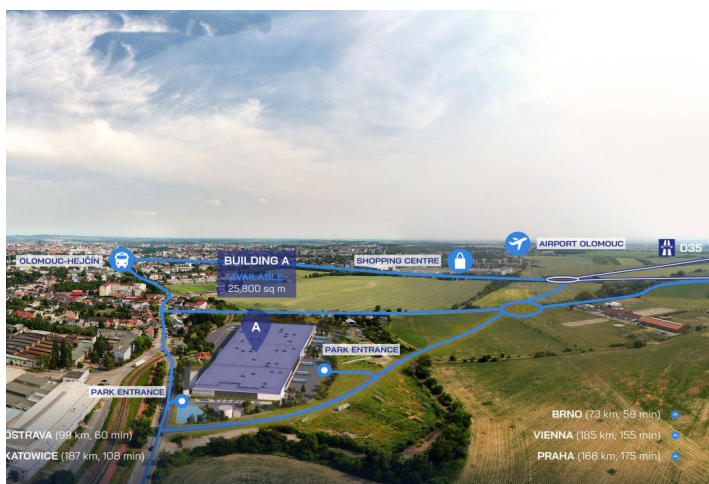 AIRPORT OLOMOUC
D35
OLOMOUC-HEJČÍN
BUILDING A
AVAILABLE
25,800 sq m
SHOPPING CENTRE
A
PARK ENTRANCE
PARK ENTRANCE
BRNO (73 km, 58 min)
OSTRAVA (99 km, 60 min)
VIENNA (185 km, 155 min)
KATOWICE (187 km, 108 min)
PRAHA (168 km, 175 min)